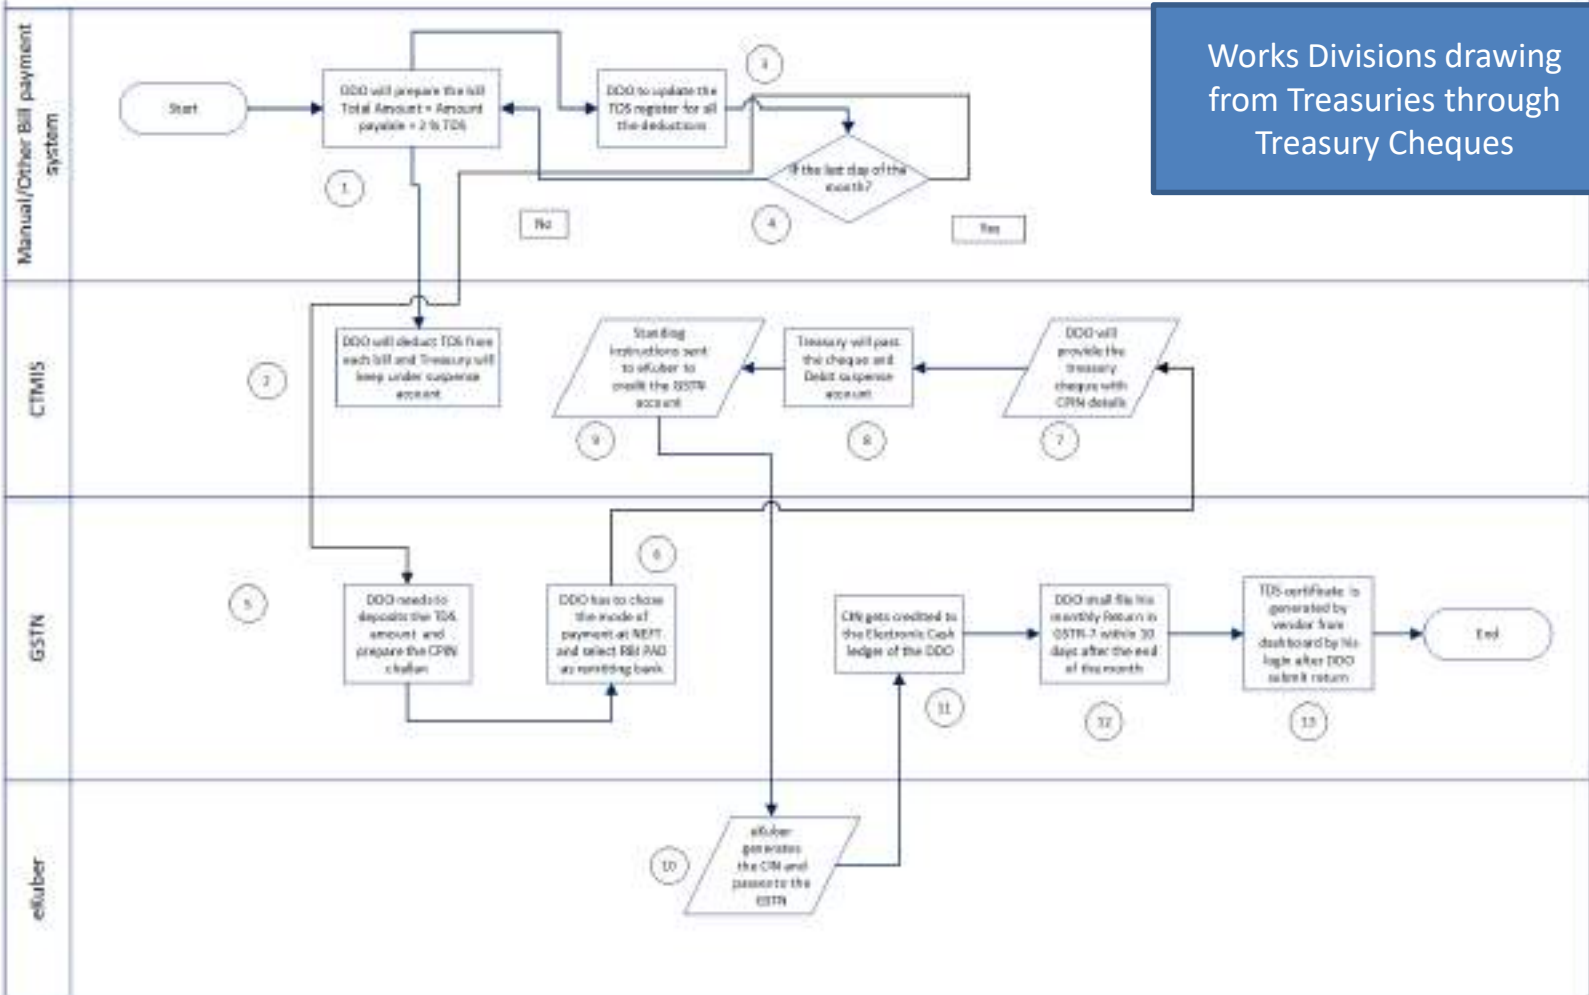 Works Divisions drawing
from Treasuries through
Treasury Cheques
Manual/Other Bill payment
system
Start
DDO will prepare the bill
Total Amount = Amount
payable + 2 % TDS
1
DDO to update the
TDS register for all
the deductions
3
If the last day of the
month?
4
No
Yes
CTMIS
2
DDO will deduct TDS from
each bill and Treasury will
keep under suspense
account
Standing
instructions sent
to eKuber to
credit the GSTN
account
9
Treasury will pass
the cheque and
Debit suspense
account
8
DDO will
provide the
treasury
cheque with
CPIN details
7
GSTN
5
DDO needs to
deposits the TDS
amount and
prepare the CPIN
challan
6
DDO has to chose
the mode of
payment at NEFT
and select RBI PAD
as remitting bank
CIN gets credited to
the Electronic Cash
ledger of the DDO
11
DDO shall file his
monthly Return in
GSTR-7 within 10
days after the end
of the month
12
TDS certificate is
generated by
vendor from
dashboard by his
login after DDO
submit return
13
End
eKuber
10
eKuber
generates
the CIN and
passes to the
GSTN